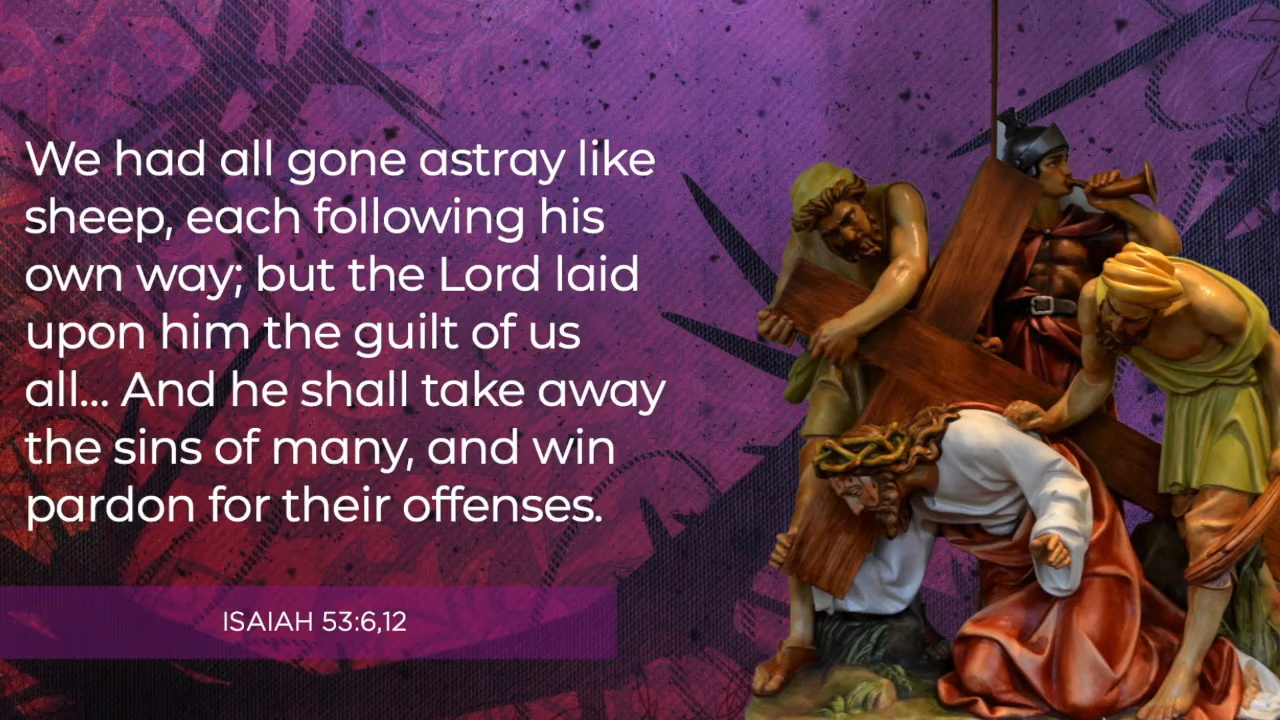 We had all gone astray like
sheep, each following his
own way; but the Lord laid
upon him the guilt of us
all... And he shall take away
the sins of many, and win
pardon for their offenses.
ISAIAH 53:6,12